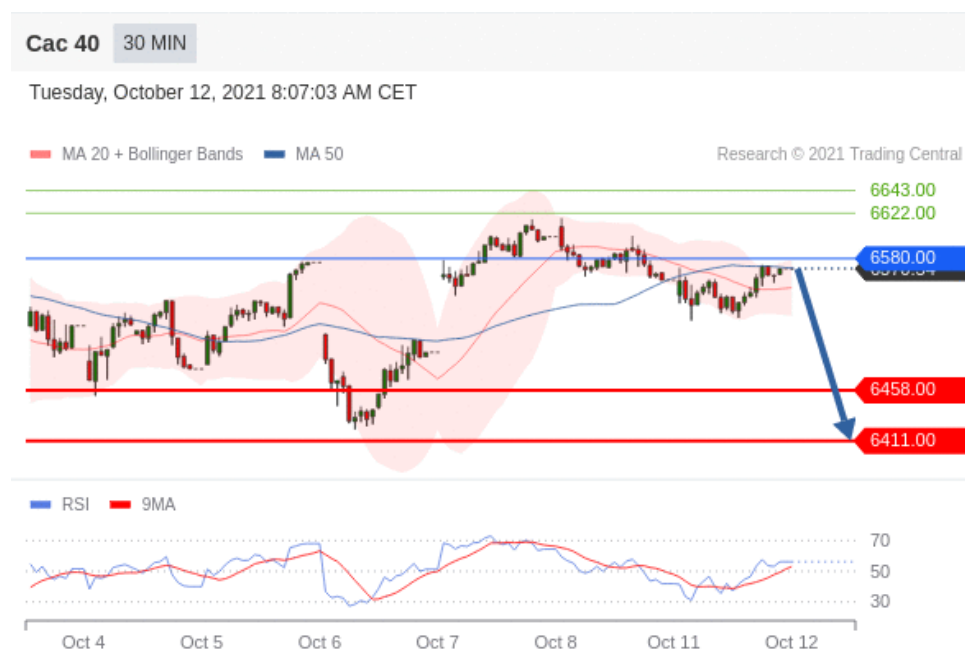 Cac 40 30 MIN
Tuesday, October 12, 2021 8:07:03 AM CET
MA 20 + Bollinger Bands MA 50 Research © 2021 Trading Central
6643.00
6622.00
6580.00
6458.00
6411.00
RSI 9MA
70
50
30
Oct 4 Oct 5 Oct 6 Oct 7 Oct 8 Oct 11 Oct 12